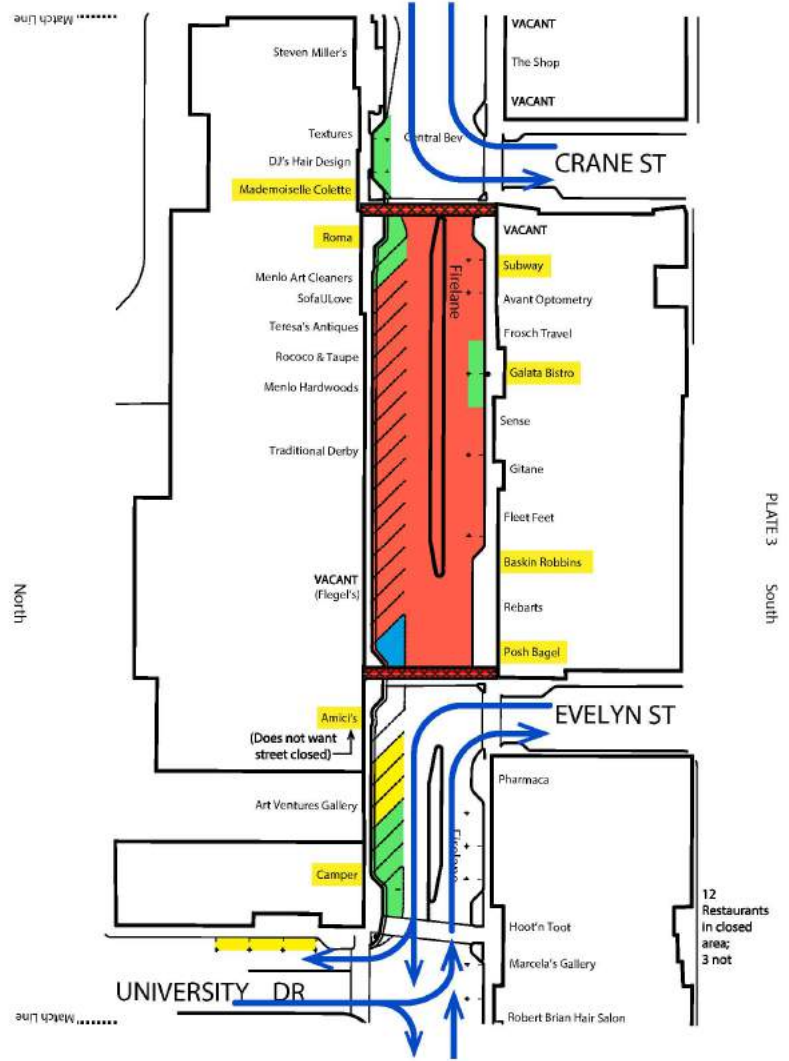 Match Line
Steven Miller's
Textures
DJ's Hair Design
Mademoiselle Colette
Roma
Menlo Art Cleaners
SofaULove
Teresa's Antiques
Rococo & Taupe
Menlo Hardwoods
Traditional Derby
VACANT
(Flegel's)
Amici's
(Does not want
street closed)
Art Ventures Gallery
Camper
UNIVERSITY DR
Match Line
North
Central Bev
Firelane
Firelane
VACANT
The Shop
VACANT
CRANE ST
VACANT
Subway
Avant Optometry
Frosch Travel
Galata Bistro
Sense
Gitane
Fleet Feet
Baskin Robbins
Rebarts
Posh Bagel
EVELYN ST
Pharmaca
Hoot'n Toot
Marcela's Gallery
Robert Brian Hair Salon
PLATE 3
South
12
Restaurants
in closed
area;
3 not